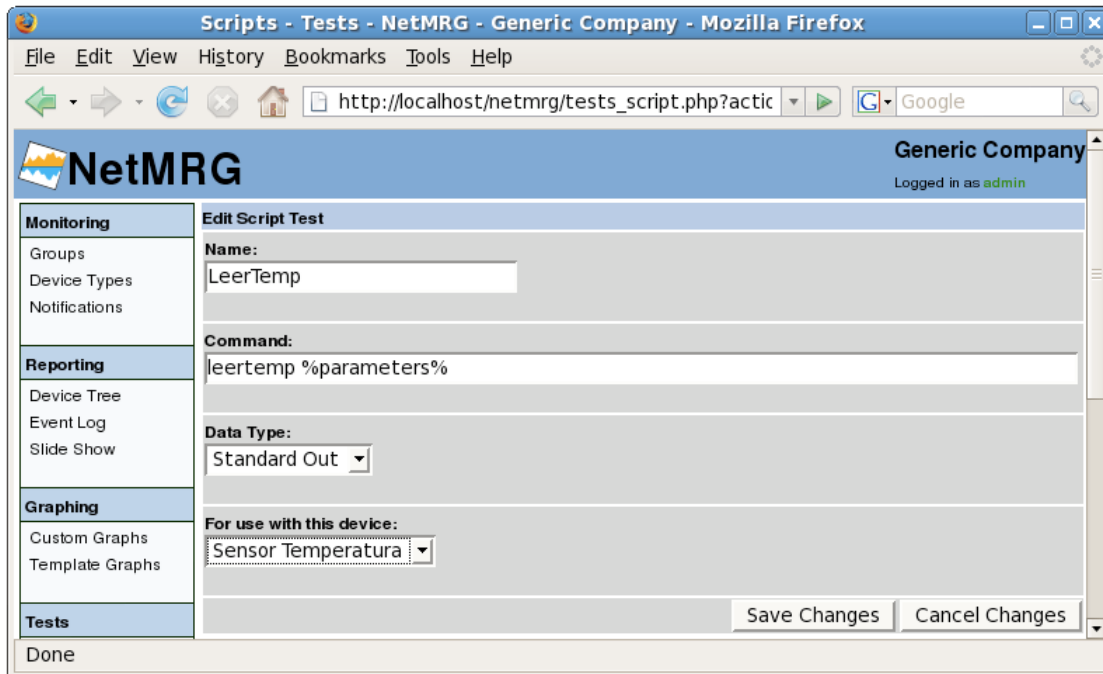 Scripts - Tests - NetMRG - Generic Company - Mozilla Firefox
File Edit View History Bookmarks Tools Help
http://localhost/netmrg/tests_script.php?actic
G Google
NetMRG
Generic Company
Logged in as admin
Monitoring
Groups
Device Types
Notifications
Reporting
Device Tree
Event Log
Slide Show
Graphing
Custom Graphs
Template Graphs
Tests
Edit Script Test
Name:
LeerTemp
Command:
leertemp %parameters%
Data Type:
Standard Out
For use with this device:
Sensor Temperatura
Save Changes Cancel Changes
Done